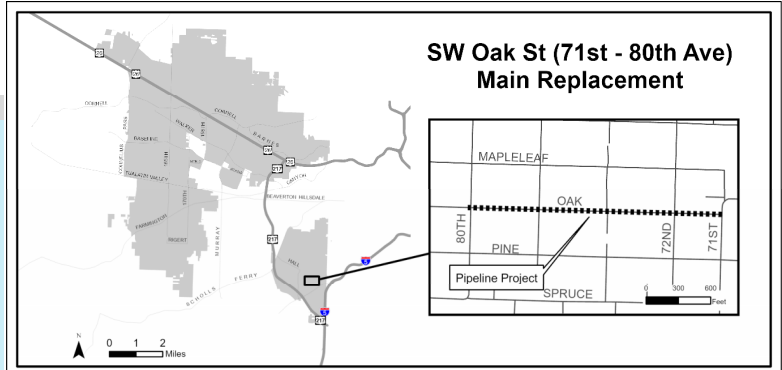 SW Oak St (71st - 80th Ave)
Main Replacement
26
26
CORNELL
BARNES
WALKER
26
26
217
BASELINE
TUALATIN VALLEY
CANYON
BEAVERTON HILLSDALE
FARMINGTON
MURRAY
217
HALL
SCHOLLS FERRY
5
5
217
N
0 1 2
Miles
MAPLELEAF
OAK
80TH
72ND
71ST
PINE
Pipeline Project
SPRUCE
0 300 600
Feet